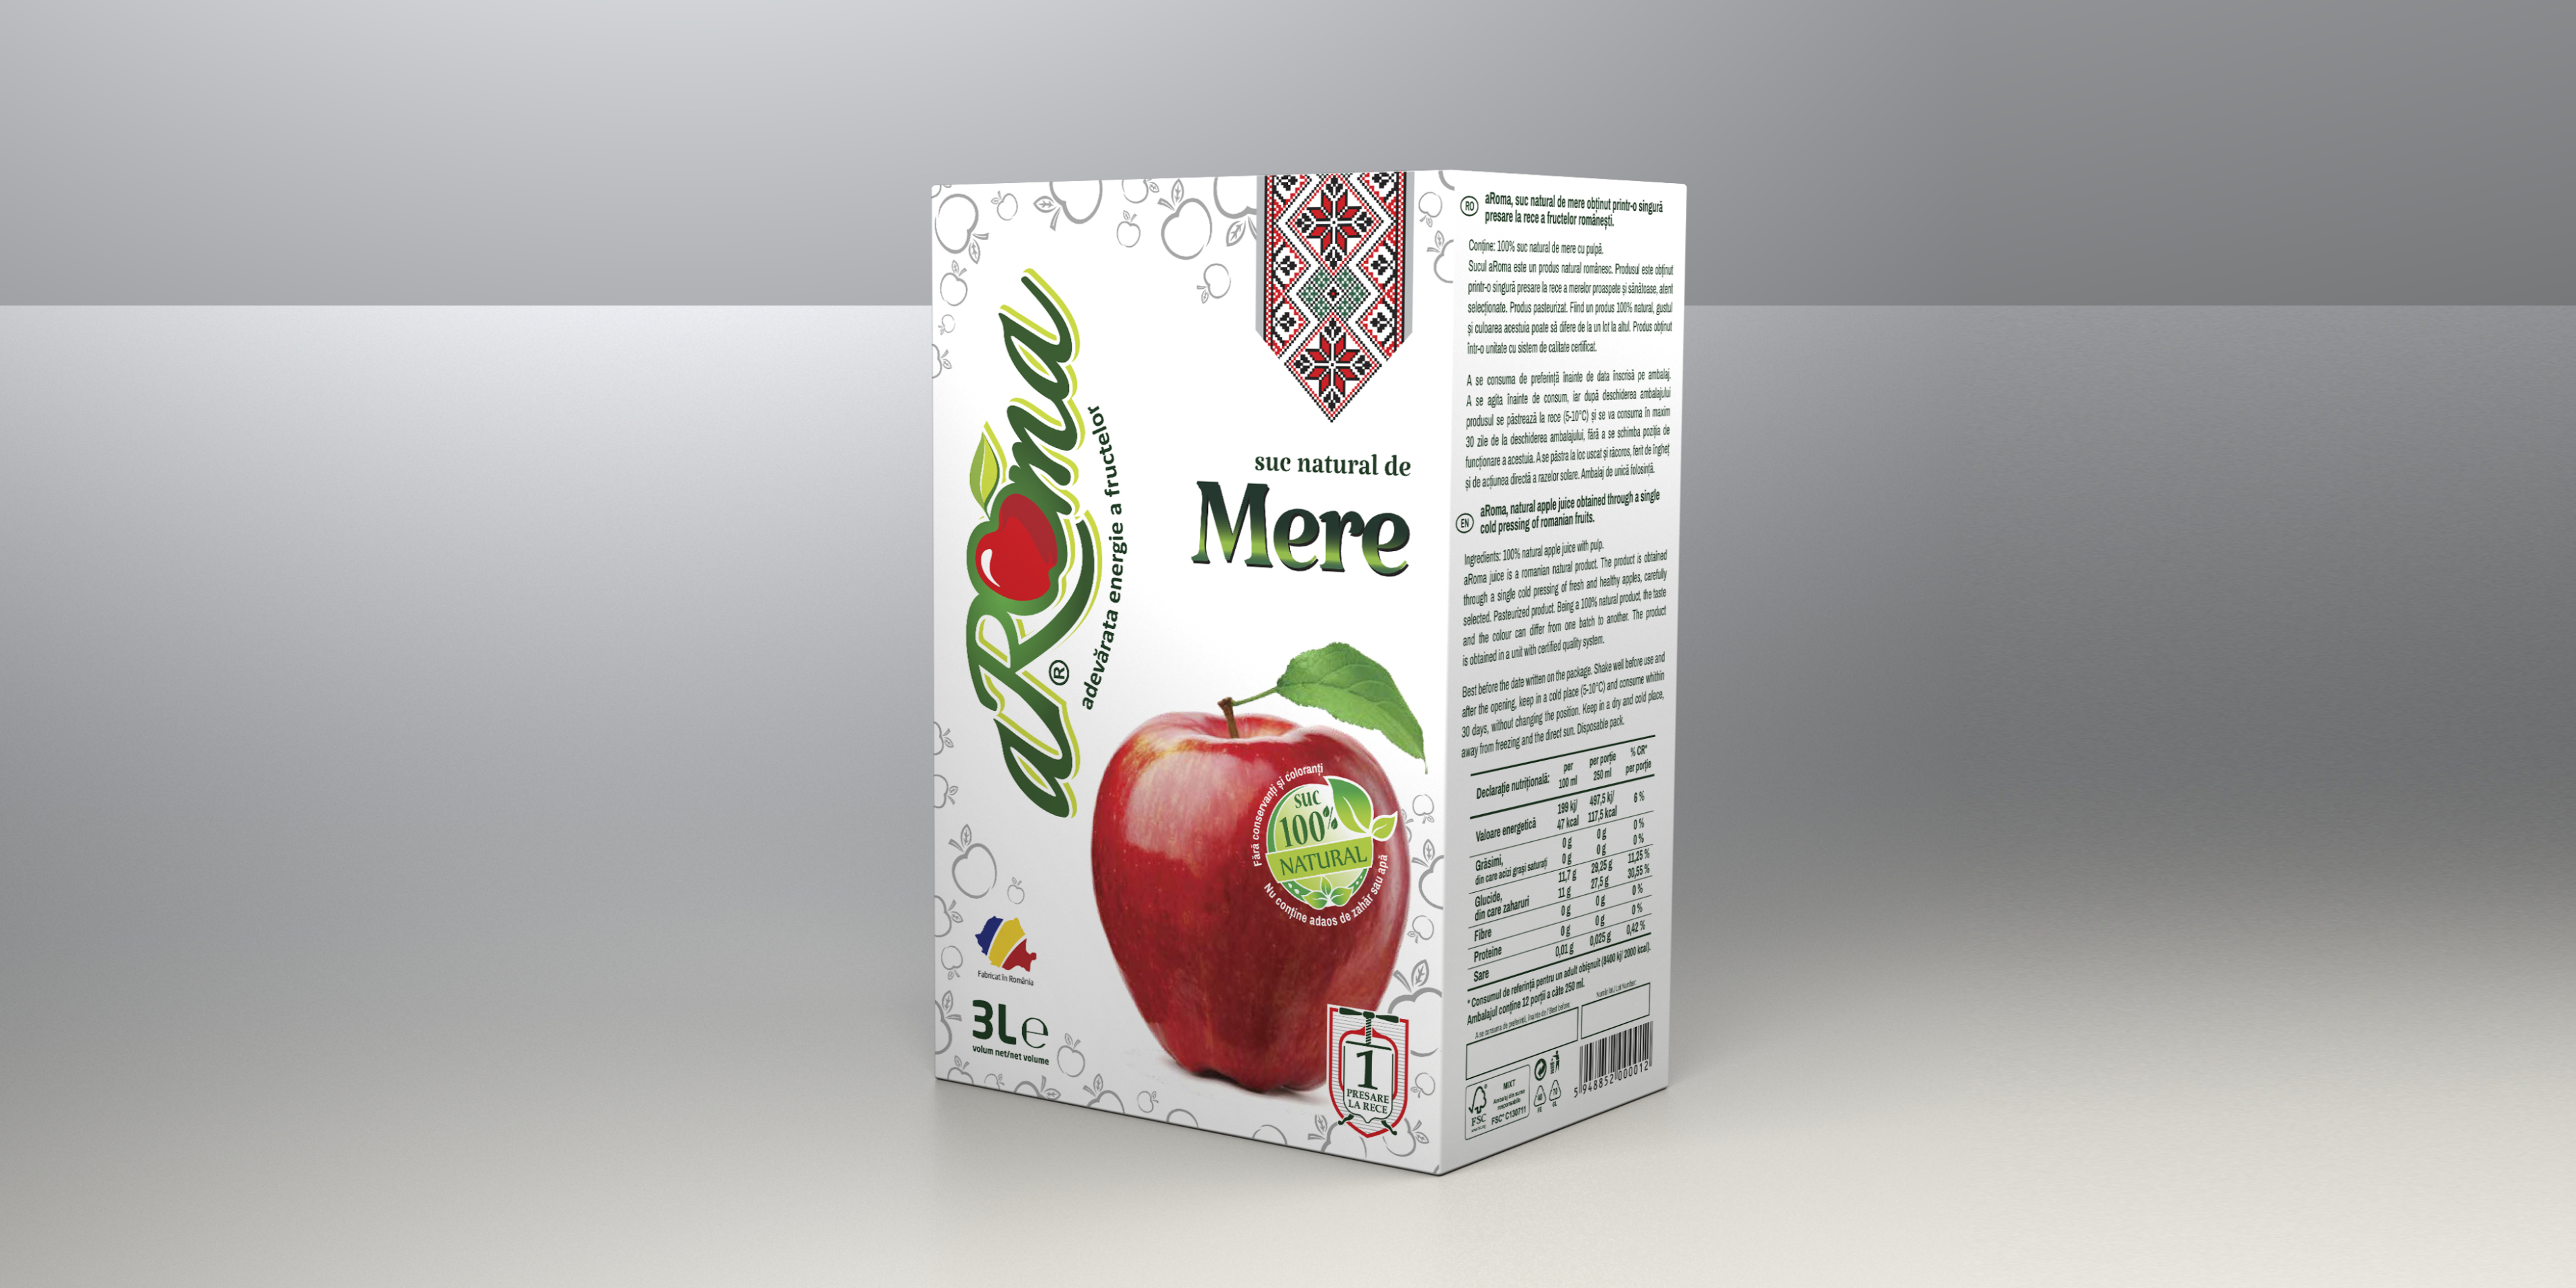 aRoma
®
adevărata energie a fructelor
suc natural de
Mere
Fără conservanți și coloranți
suc
100%
NATURAL
Nu conține adaos de zahăr sau apă
Fabricat în România
3L e
volum net/net volume
1
PRESARE
LA RECE
RO
aRoma, suc natural de mere obținut printr-o singură
presare la rece a fructelor românești.
Conține: 100% suc natural de mere cu pulpă.
Sucul aRoma este un produs natural românesc. Produsul este obținut
printr-o singură presare la rece a merelor proaspete și sănătoase, atent
selecționate. Produs pasteurizat. Fiind un produs 100% natural, gustul
și culoarea acestuia poate să difere de la un lot la altul. Produs obținut
într-o unitate cu sistem de calitate certificat.
A se consuma de preferință înainte de data înscrisă pe ambalaj.
A se agita înainte de consum, iar după deschiderea ambalajului
produsul se păstrează la rece (5-10°C) și se va consuma în maxim
30 zile de la deschiderea ambalajului, fără a se schimba poziția de
funcționare a acestuia. A se păstra la loc uscat și răcoros, ferit de îngheț
și de acțiunea directă a razelor solare. Ambalaj de unică folosință.
EN
aRoma, natural apple juice obtained through a single
cold pressing of romanian fruits.
Ingredients: 100% natural apple juice with pulp.
aRoma juice is a romanian natural product. The product is obtained
through a single cold pressing of fresh and healthy apples, carefully
selected. Pasteurized product. Being a 100% natural product, the taste
and the colour can differ from one batch to another. The product
is obtained in a unit with certified quality system.
Best before the date written on the package. Shake well before use and
after the opening, keep in a cold place (5-10°C) and consume whithin
30 days, without changing the position. Keep in a dry and cold place,
away from freezing and the direct sun. Disposable pack.
Declarație nutrițională: per 100 ml per porție 250 ml % CR* per porție
Valoare energetică 199 kj/ 47 kcal 497,5 kj/ 117,5 kcal 6 %
Grăsimi, 0 g 0 g 0 %
din care acizi grași saturați 0 g 0 g 0 %
Glucide, 11,7 g 29,25 g 11,25 %
din care zaharuri 11 g 27,5 g 30,55 %
Fibre 0 g 0 g 0 %
Proteine 0 g 0 g 0 %
Sare 0,01 g 0,025 g 0,42 %
* Consumul de referință pentru un adult obișnuit (8400 kj/ 2000 kcal).
Ambalajul conține 12 porții a câte 250 ml.
A se consuma de preferință, înainte de / Best before:
Număr lot / Lot Number:
FSC
MIXT
FSC® C130711
5 948852 000012